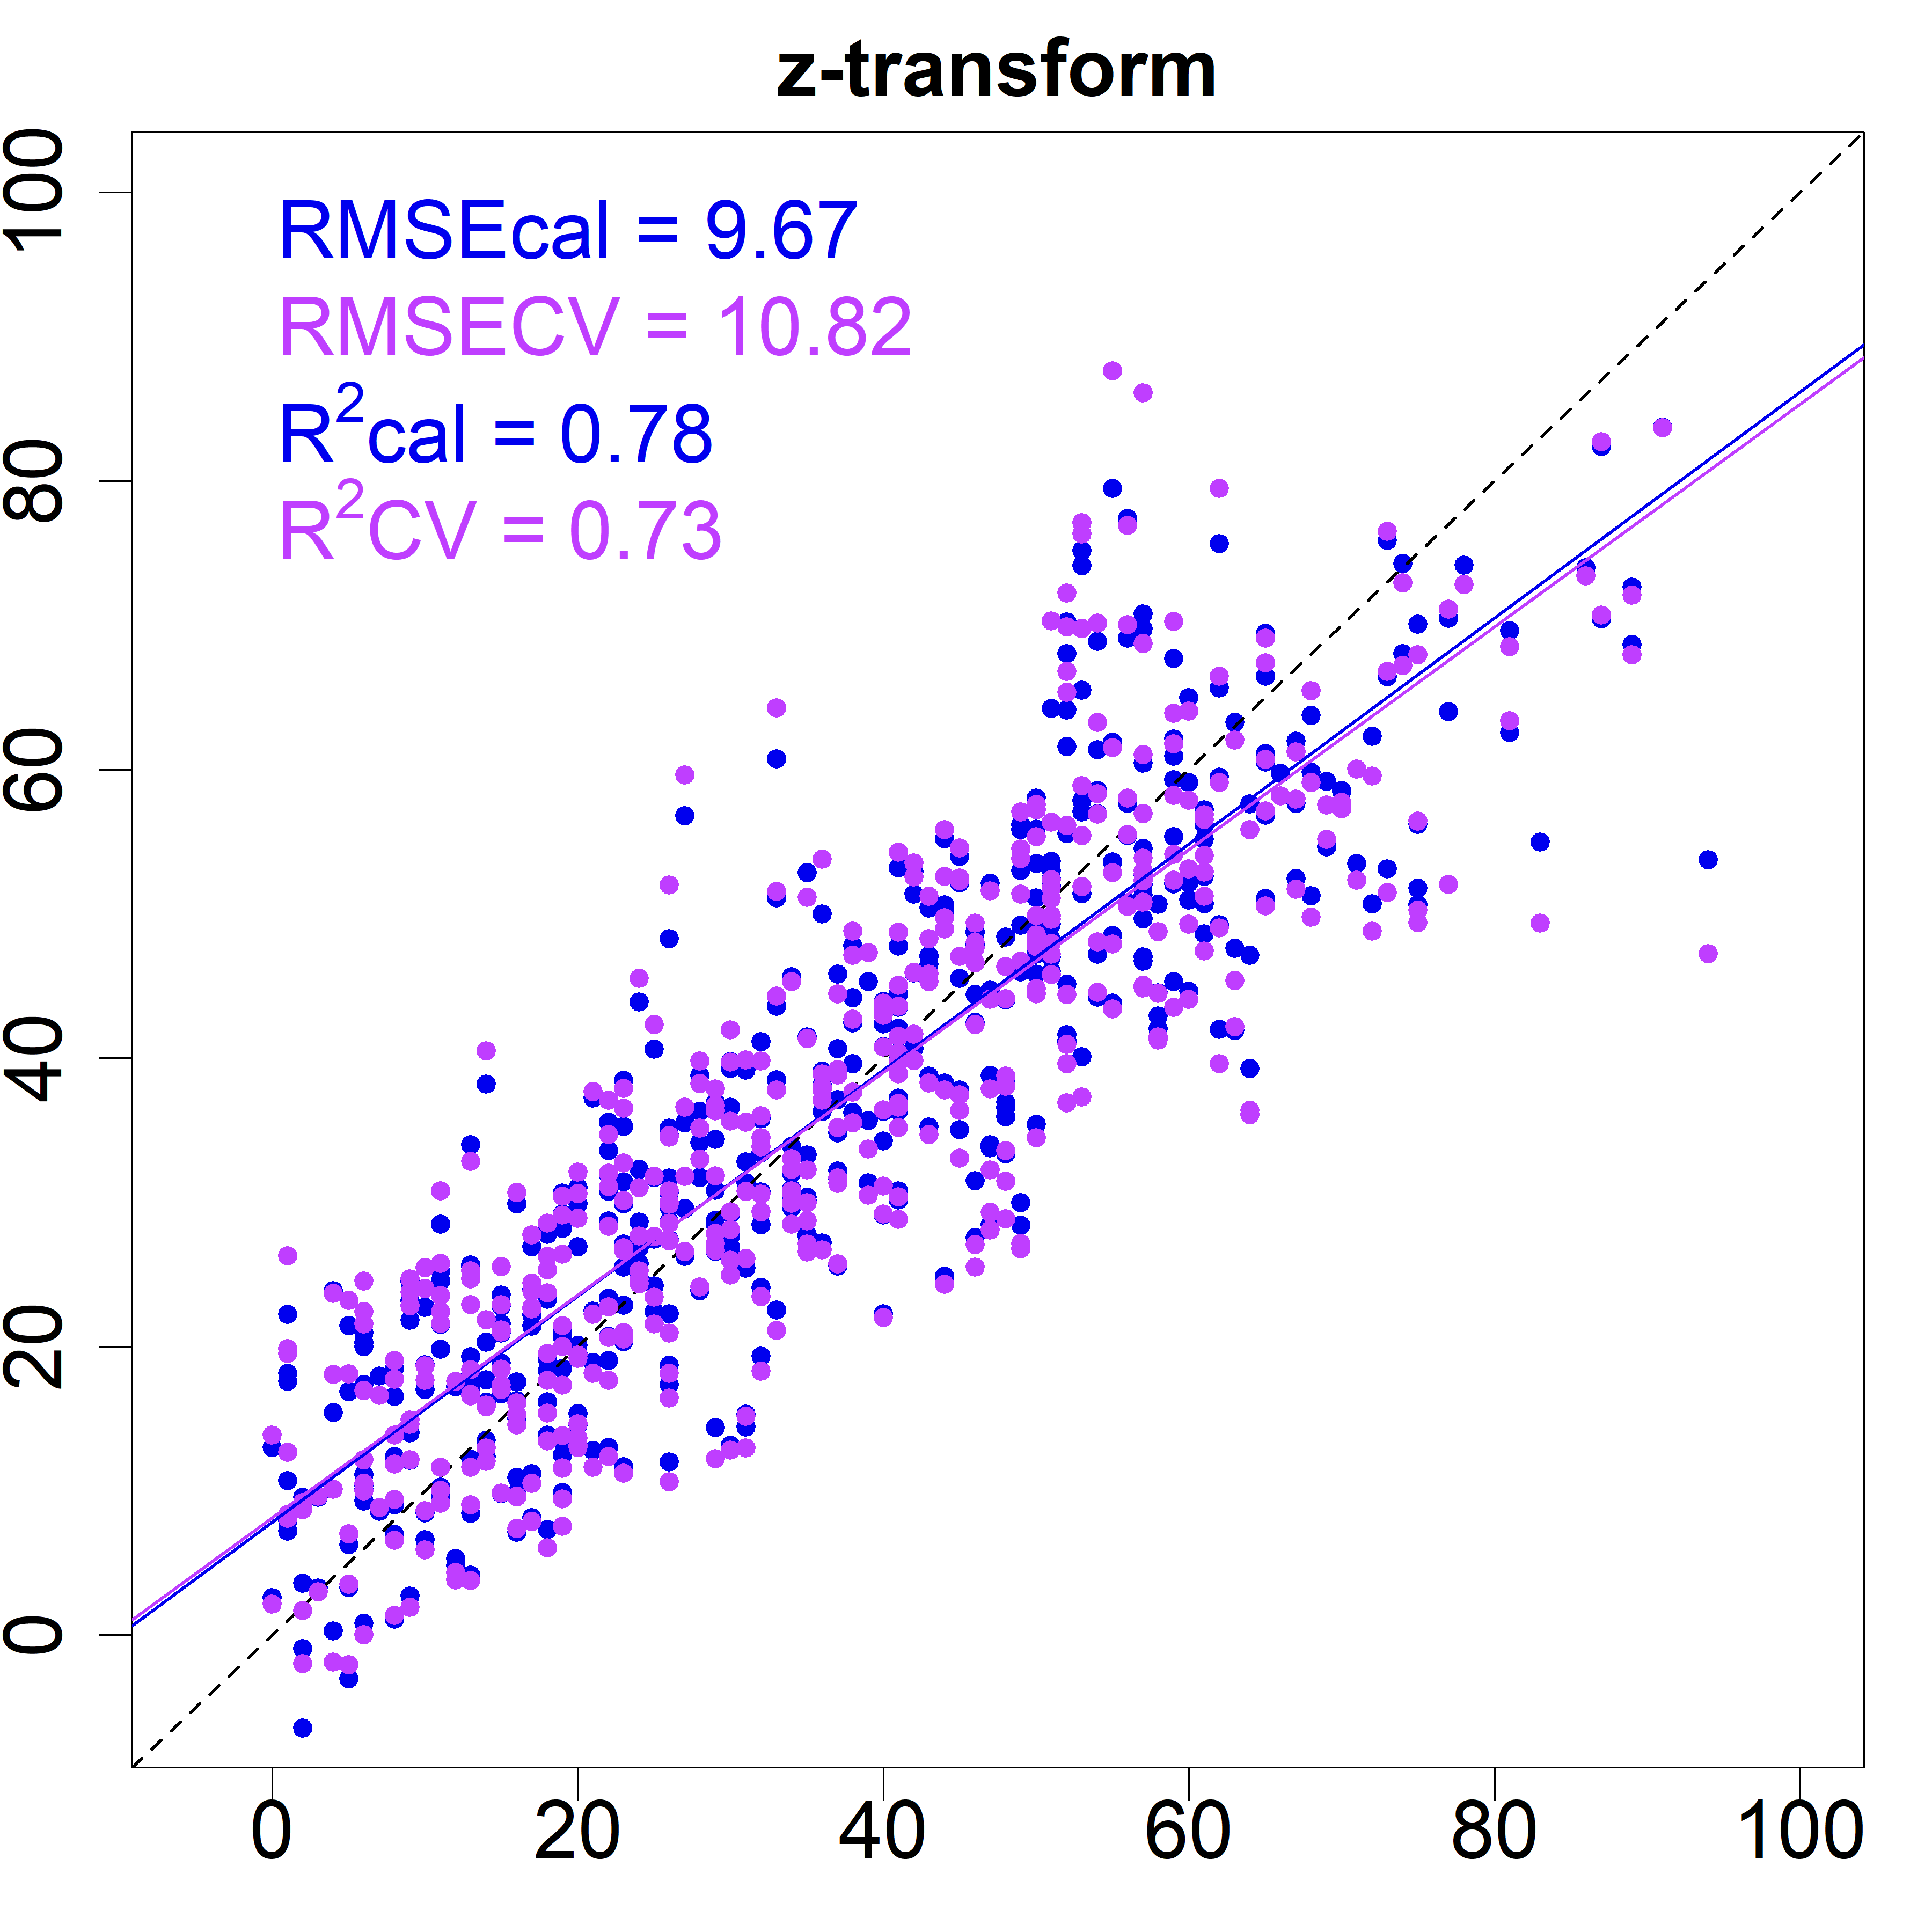 z-transform
RMSEcal = 9.67
RMSECV = 10.82
R²cal = 0.78
R²CV = 0.73
100
80
60
40
20
0
0 20 40 60 80 100